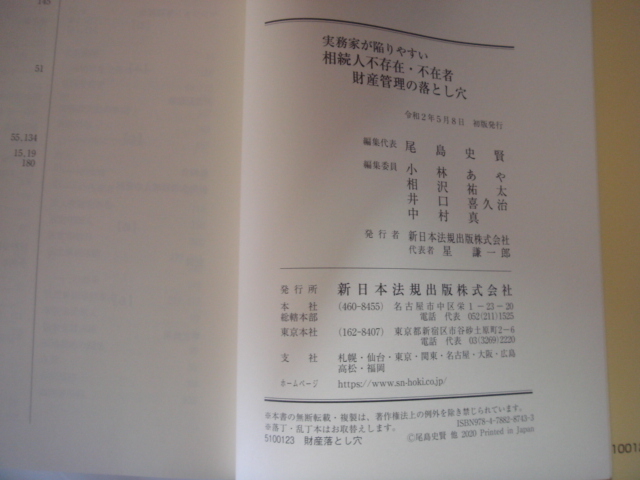 145
51
55,134
15,19
180
実務家が陥りやすい
相続人不存在・不在者
財産管理の落とし穴
令和2年5月8日 初版発行
編集代表 尾島史賢
編集委員 小林あや
相沢祐太
井口喜久治
中村真
発行者 新日本法規出版株式会社
代表者 星謙一郎
発行所 新日本法規出版株式会社
本社 (460-8455) 名古屋市中区栄1-23-20
総轄本部 電話 代表 052(211)1525
東京本社 (162-8407) 東京都新宿区市谷砂土原町2-6
電話 代表 03(3269)2220
支社 札幌・仙台・東京・関東・名古屋・大阪・広島
高松・福岡
ホームページ https://www.sn-hoki.co.jp/
※本書の無断転載・複製は、著作権法上の例外を除き禁じられています。
※落丁・乱丁本はお取替えします。 ISBN978-4-7882-8743-3
5100123 財産落とし穴 ©尾島史賢 他 2020 Printed in Japan